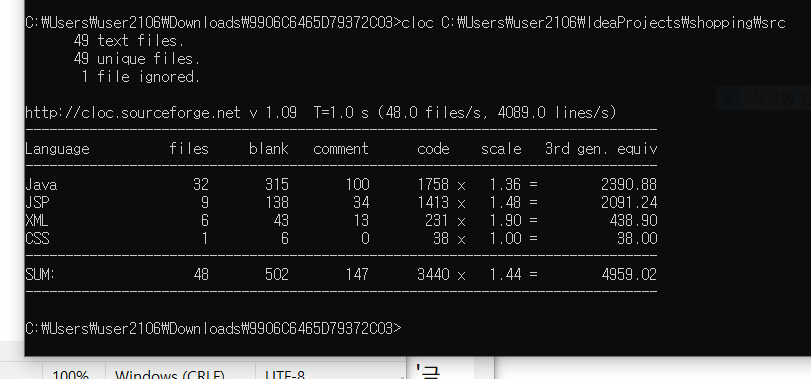 C:₩Users₩user2106₩Downloads₩9906C6465D79372C03>cloc C:₩Users₩user2106₩IdeaProjects₩shopping₩src
49 text files.
49 unique files.
1 file ignored.
http://cloc.sourceforge.net v 1.09 T=1.0 s (48.0 files/s, 4089.0 lines/s)
-------------------------------------------------------------------------------
Language files blank comment code scale 3rd gen. equiv
-------------------------------------------------------------------------------
Java 32 315 100 1758 x 1.36 = 2390.88
JSP 9 138 34 1413 x 1.48 = 2091.24
XML 6 43 13 231 x 1.90 = 438.90
CSS 1 6 0 38 x 1.00 = 38.00
-------------------------------------------------------------------------------
SUM: 48 502 147 3440 x 1.44 = 4959.02
-------------------------------------------------------------------------------
C:₩Users₩user2106₩Downloads₩9906C6465D79372C03>
100% Windows (CRLF) UTF-8